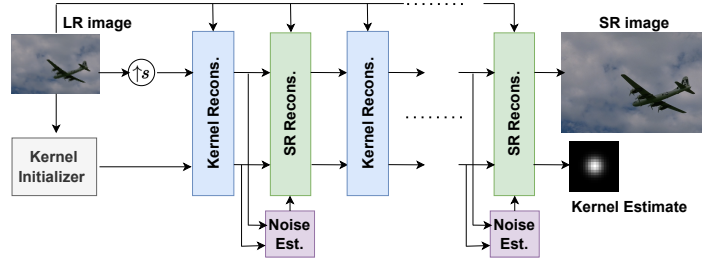 LR image
SR image
↑s
Kernel Recons.
SR Recons.
Kernel Recons.
SR Recons.
Kernel
Initializer
Noise
Est.
Noise
Est.
Kernel Estimate